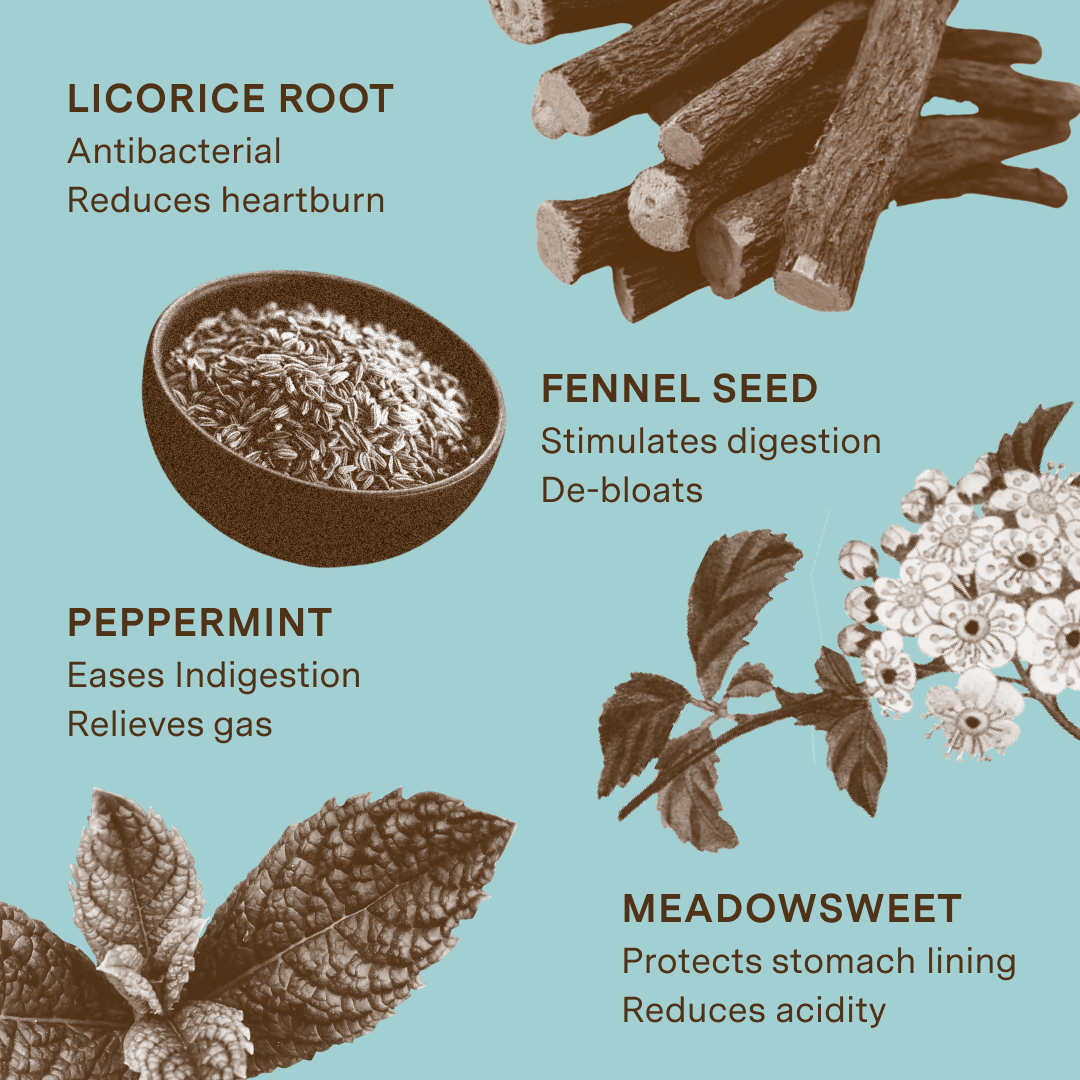 LICORICE ROOT
Antibacterial
Reduces heartburn
FENNEL SEED
Stimulates digestion
De-bloats
PEPPERMINT
Eases Indigestion
Relieves gas
MEADOWSWEET
Protects stomach lining
Reduces acidity